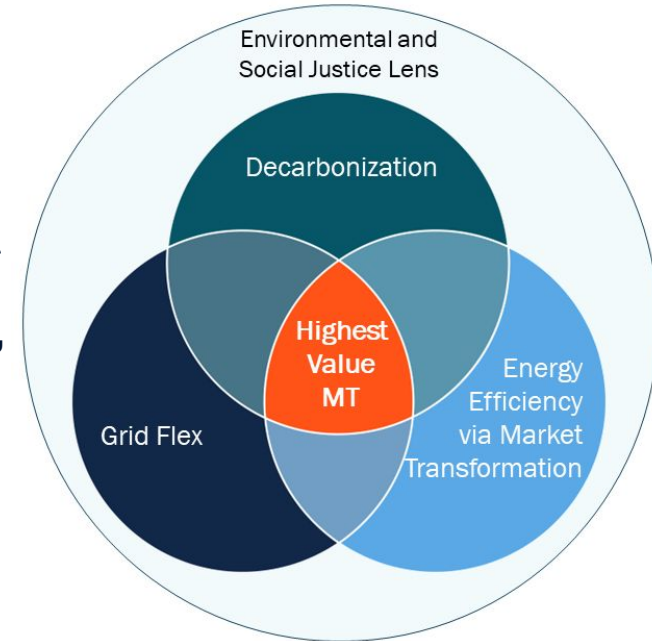 Environmental and
Social Justice Lens
Decarbonization
Highest
Value
MT
Grid Flex
Energy
Efficiency
via Market
Transformation